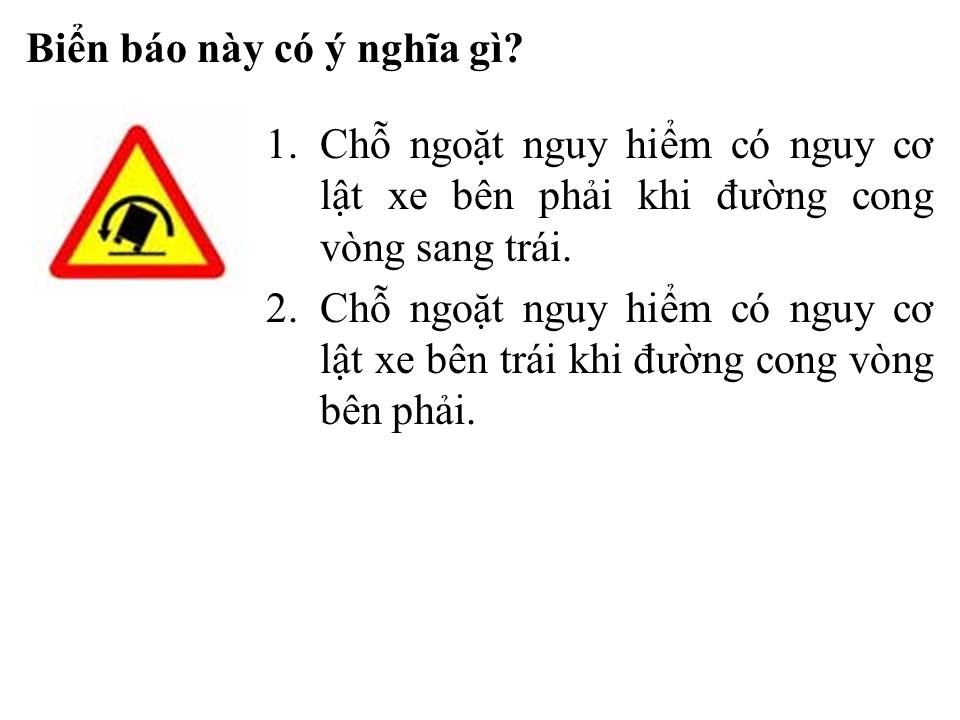 Biển báo này có ý nghĩa gì?
1. Chỗ ngoặt nguy hiểm có nguy cơ
lật xe bên phải khi đường cong
vòng sang trái.
2. Chỗ ngoặt nguy hiểm có nguy cơ
lật xe bên trái khi đường cong vòng
bên phải.